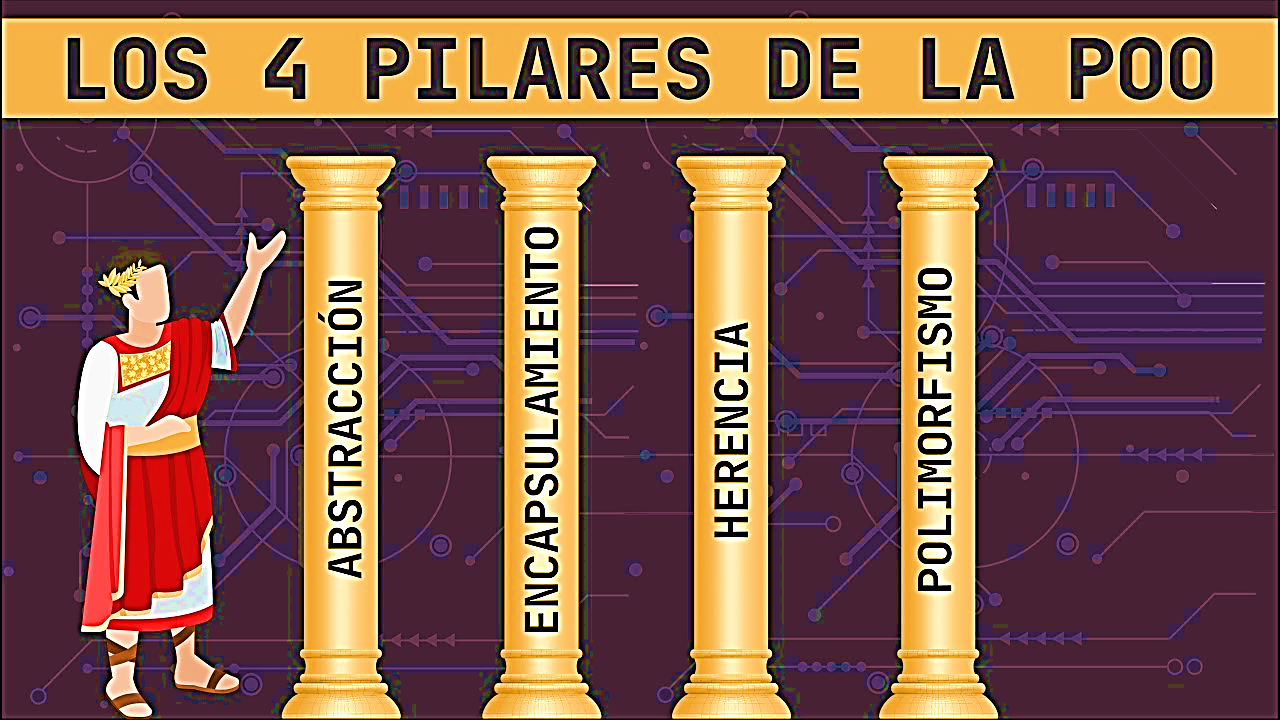 LOS 4 PILARES DE LA POO
ABSTRACCIÓN
ENCAPSULAMIENTO
HERENCIA
POLIMORFISMO